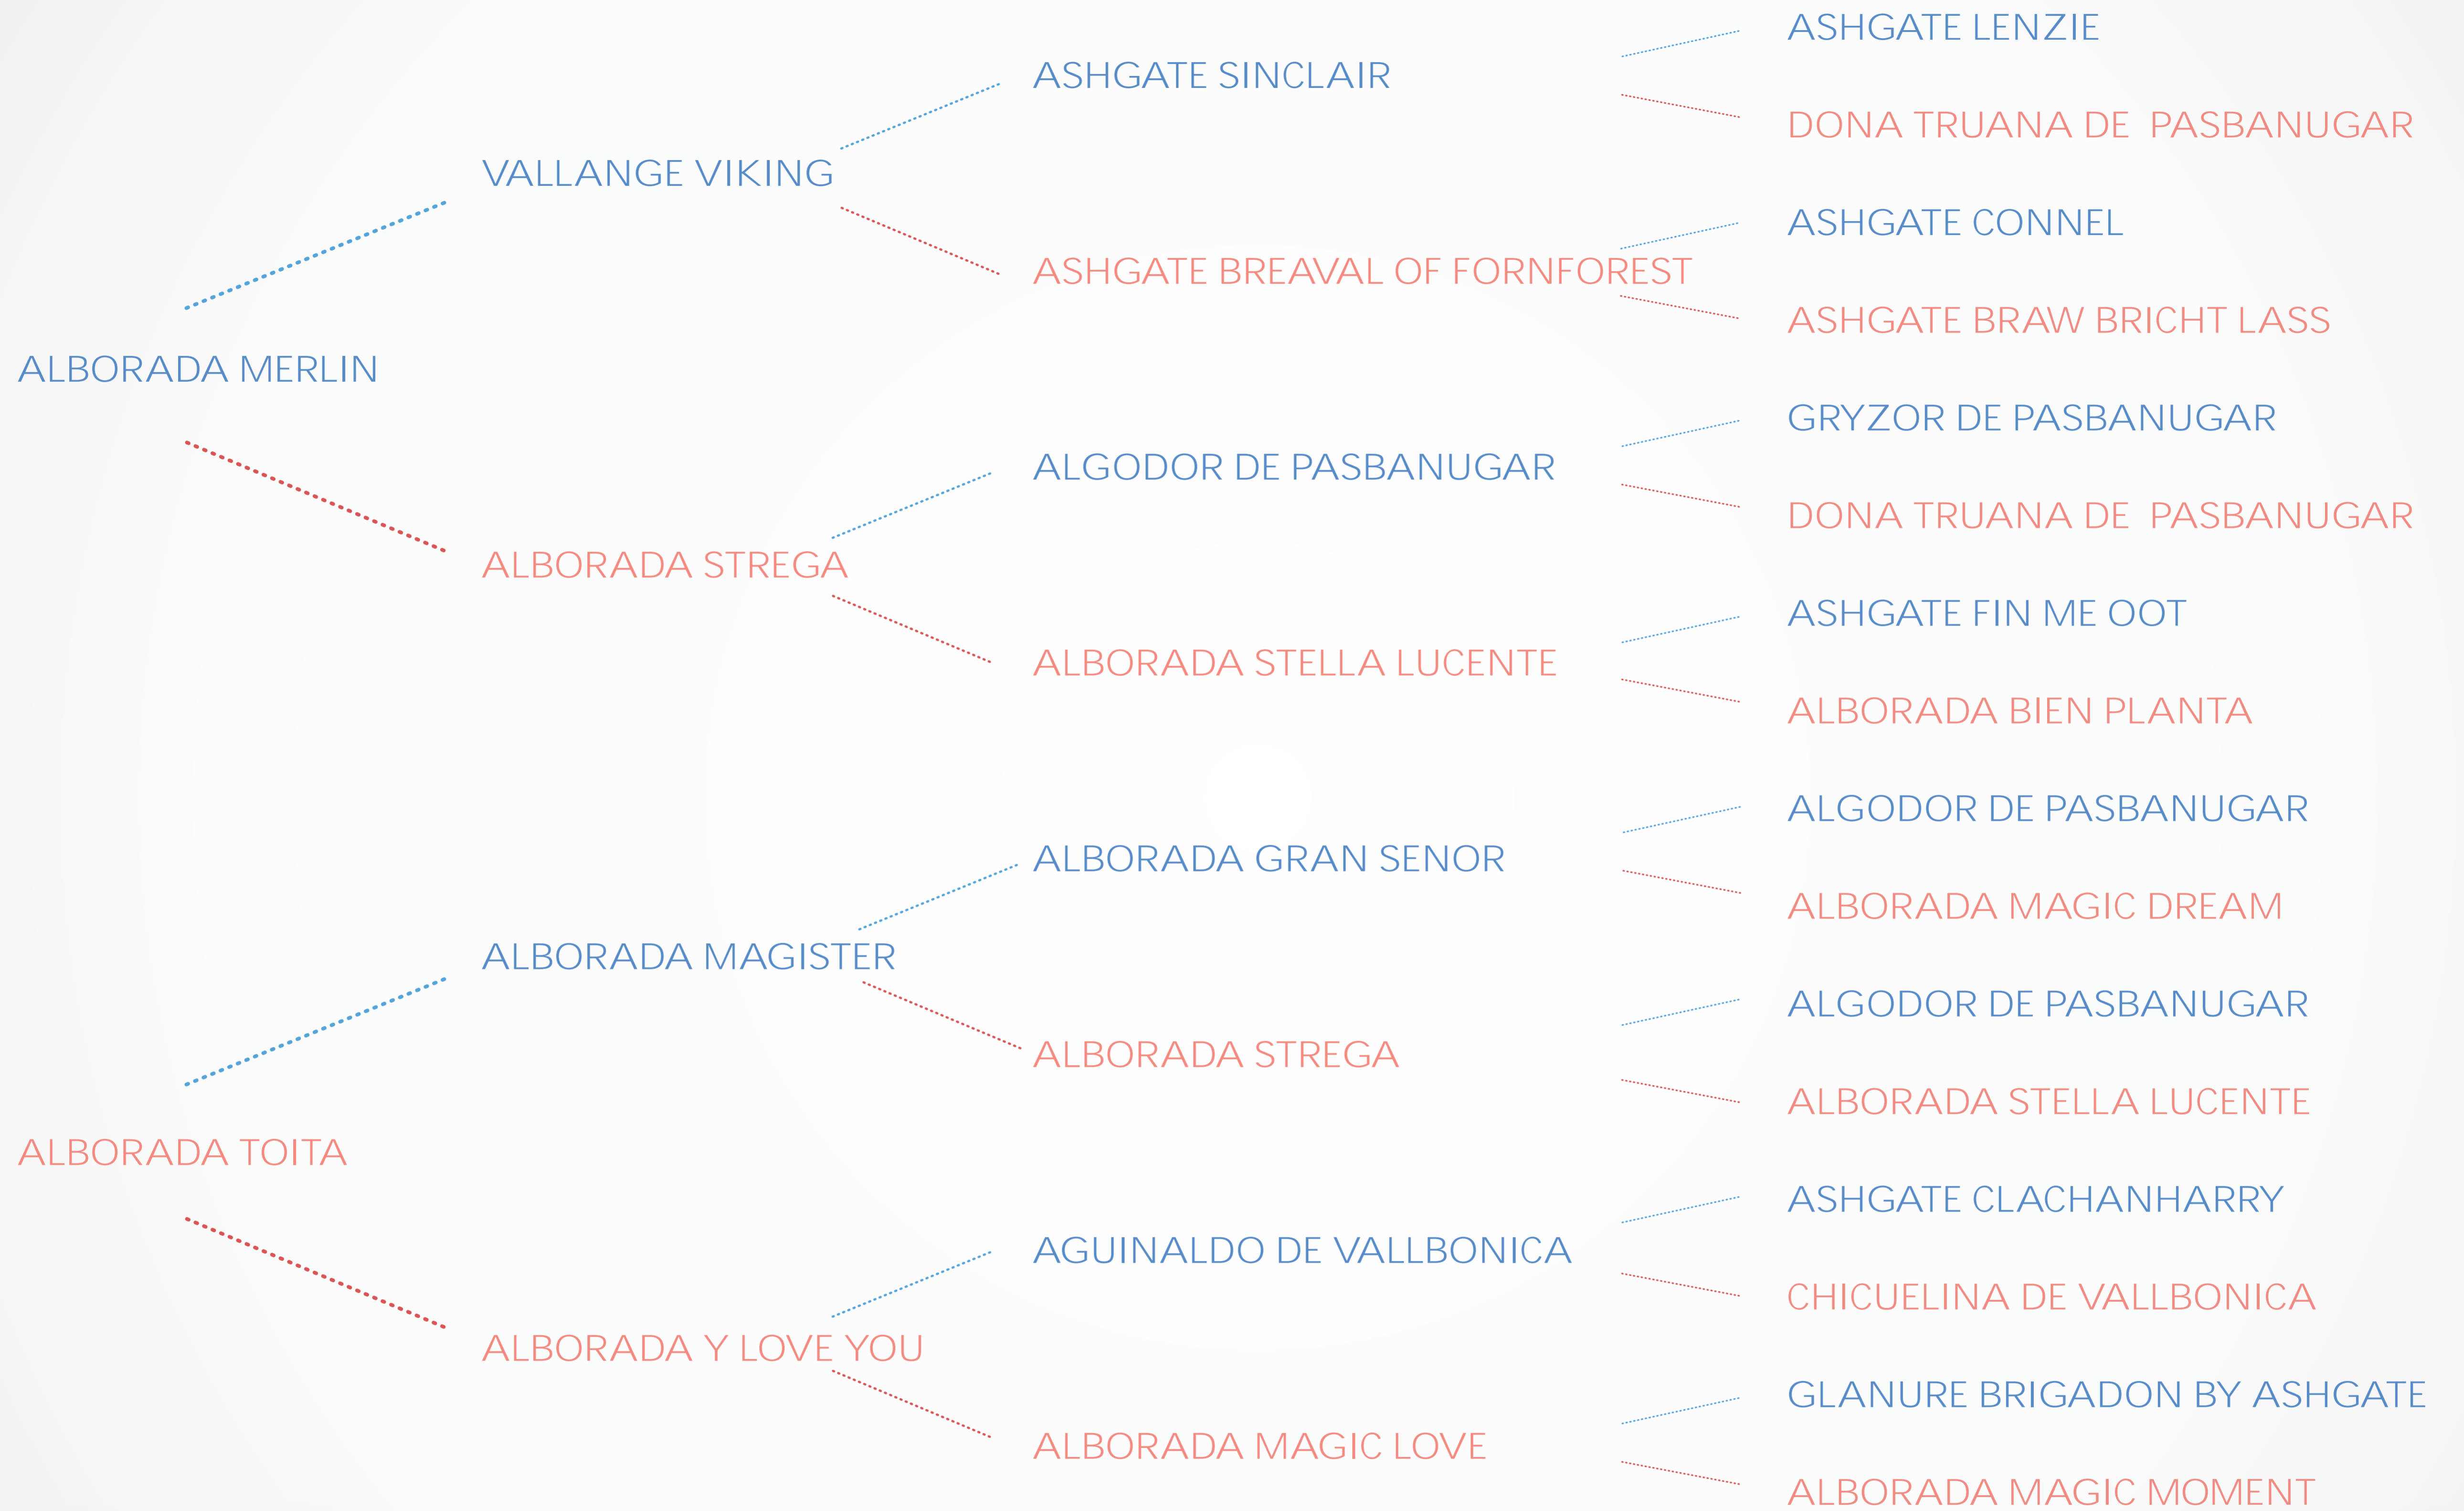 ASHGATE LENZIE
ASHGATE SINCLAIR
DONA TRUANA DE PASBANUGAR
VALLANGE VIKING
ASHGATE CONNEL
ASHGATE BREAVAL OF FORNFOREST
ASHGATE BRAW BRICHT LASS
ALBORADA MERLIN
GRYZOR DE PASBANUGAR
ALGODOR DE PASBANUGAR
DONA TRUANA DE PASBANUGAR
ALBORADA STREGA
ASHGATE FIN ME OOT
ALBORADA STELLA LUCENTE
ALBORADA BIEN PLANTA
ALGODOR DE PASBANUGAR
ALBORADA GRAN SENOR
ALBORADA MAGIC DREAM
ALBORADA MAGISTER
ALGODOR DE PASBANUGAR
ALBORADA STREGA
ALBORADA STELLA LUCENTE
ALBORADA TOITA
ASHGATE CLACHANHARRY
AGUINALDO DE VALLBONICA
CHICUELINA DE VALLBONICA
ALBORADA Y LOVE YOU
GLANURE BRIGADON BY ASHGATE
ALBORADA MAGIC LOVE
ALBORADA MAGIC MOMENT